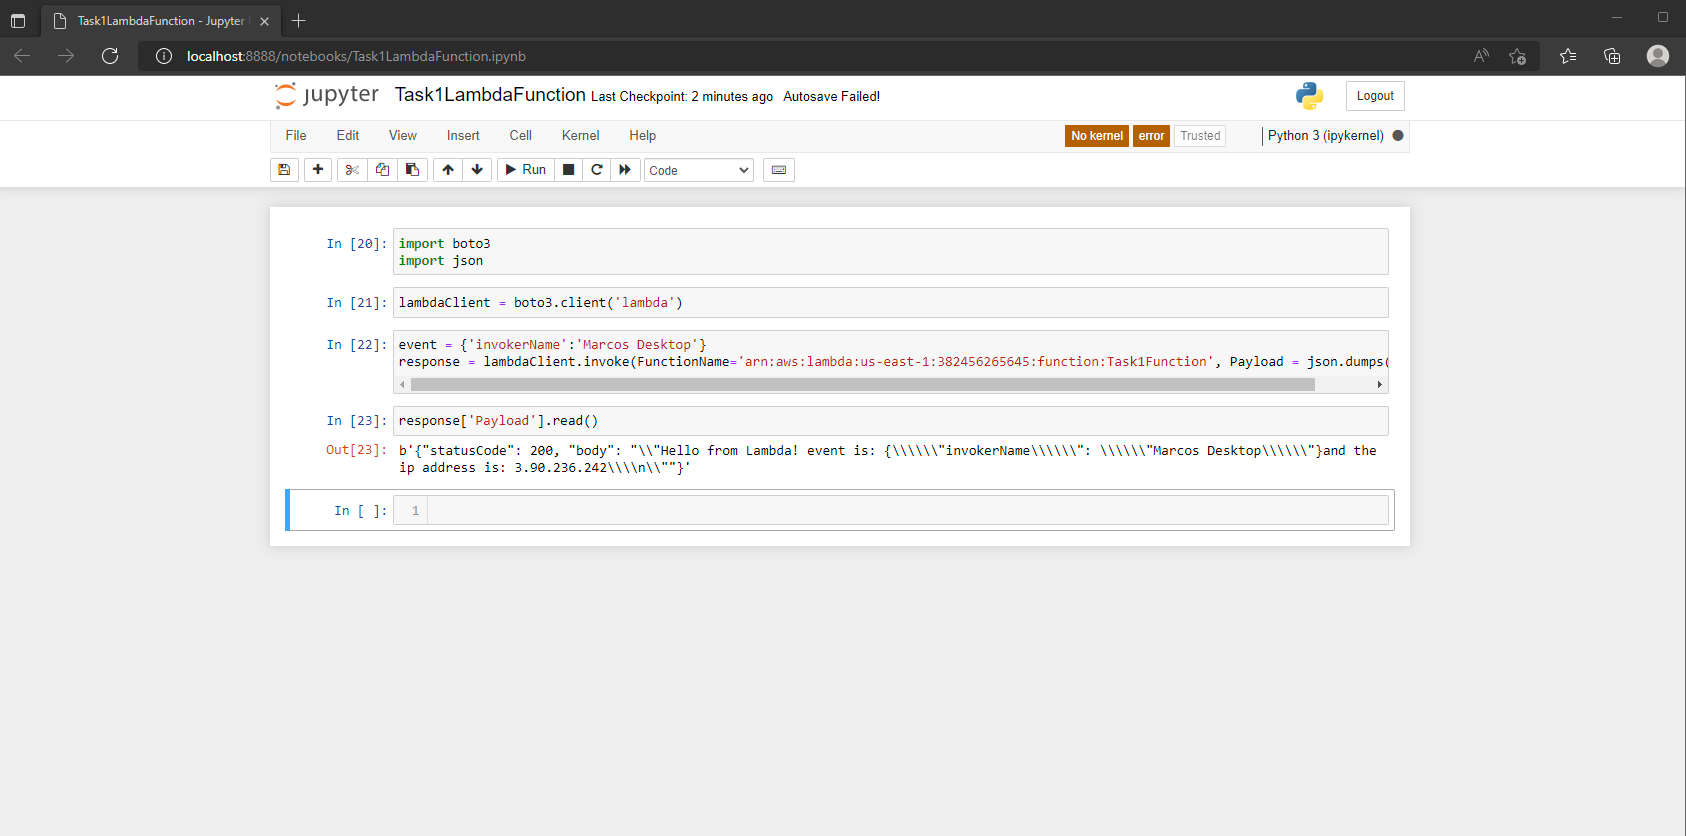 Task1LambdaFunction - Jupyter
localhost:8888/notebooks/Task1LambdaFunction.ipynb
jupyter Task1LambdaFunction Last Checkpoint: 2 minutes ago Autosave Failed!
Logout
File Edit View Insert Cell Kernel Help No kernel error Trusted Python 3 (ipykernel)
Run Code
In [20]: import boto3
import json
In [21]: lambdaClient = boto3.client('lambda')
In [22]: event = {'invokerName':'Marcos Desktop'}
response = lambdaClient.invoke(FunctionName='arn:aws:lambda:us-east-1:382456265645:function:Task1Function', Payload = json.dumps(
In [23]: response['Payload'].read()
Out[23]: b'{"statusCode": 200, "body": "\\"Hello from Lambda! event is: {\\\\\\"invokerName\\\\\\": \\\\\\"Marcos Desktop\\\\\\"}and the
ip address is: 3.90.236.242\\\\n\\""}'
In [ ]: 1